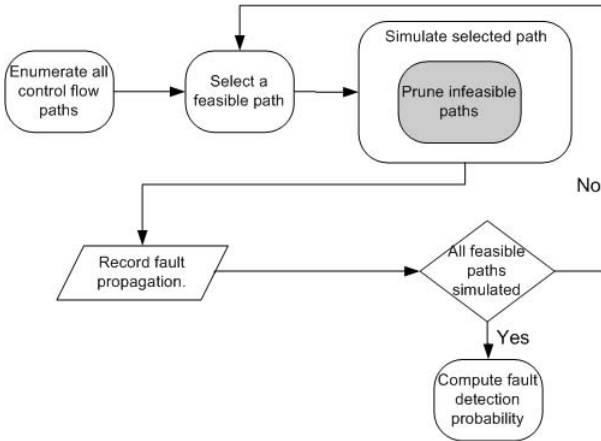 Enumerate all
control flow
paths
Select a
feasible path
Simulate selected path
Prune infeasible
paths
No
Record fault
propagation.
All feasible
paths
simulated
Yes
Compute fault
detection
probability